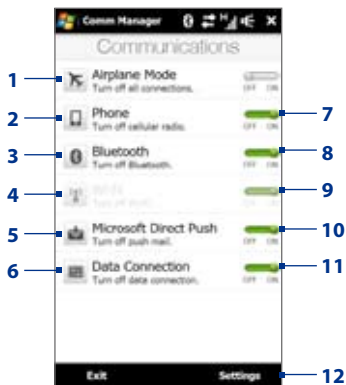 Comm Manager
Communications
1 Airplane Mode
Turn off all connections.
OFF ON
2 Phone 7
Turn off cellular radio.
OFF ON
3 Bluetooth 8
Turn off Bluetooth.
OFF ON
4 9
5 Microsoft Direct Push 10
Turn off push mail.
OFF ON
6 Data Connection 11
Turn off data connection.
OFF ON
Exit Settings 12